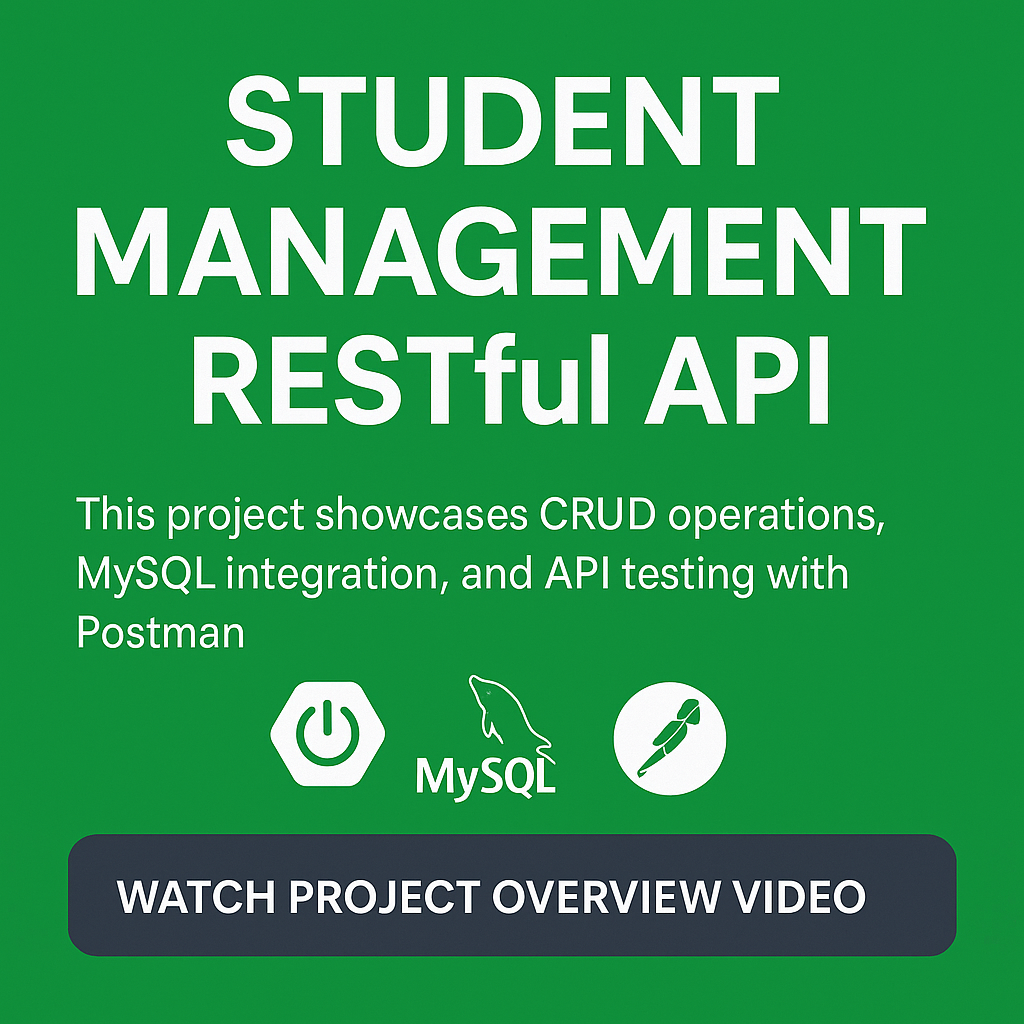 STUDENT
MANAGEMENT
RESTful API
This project showcases CRUD operations,
MySQL integration, and API testing with
Postman
MySQL
WATCH PROJECT OVERVIEW VIDEO